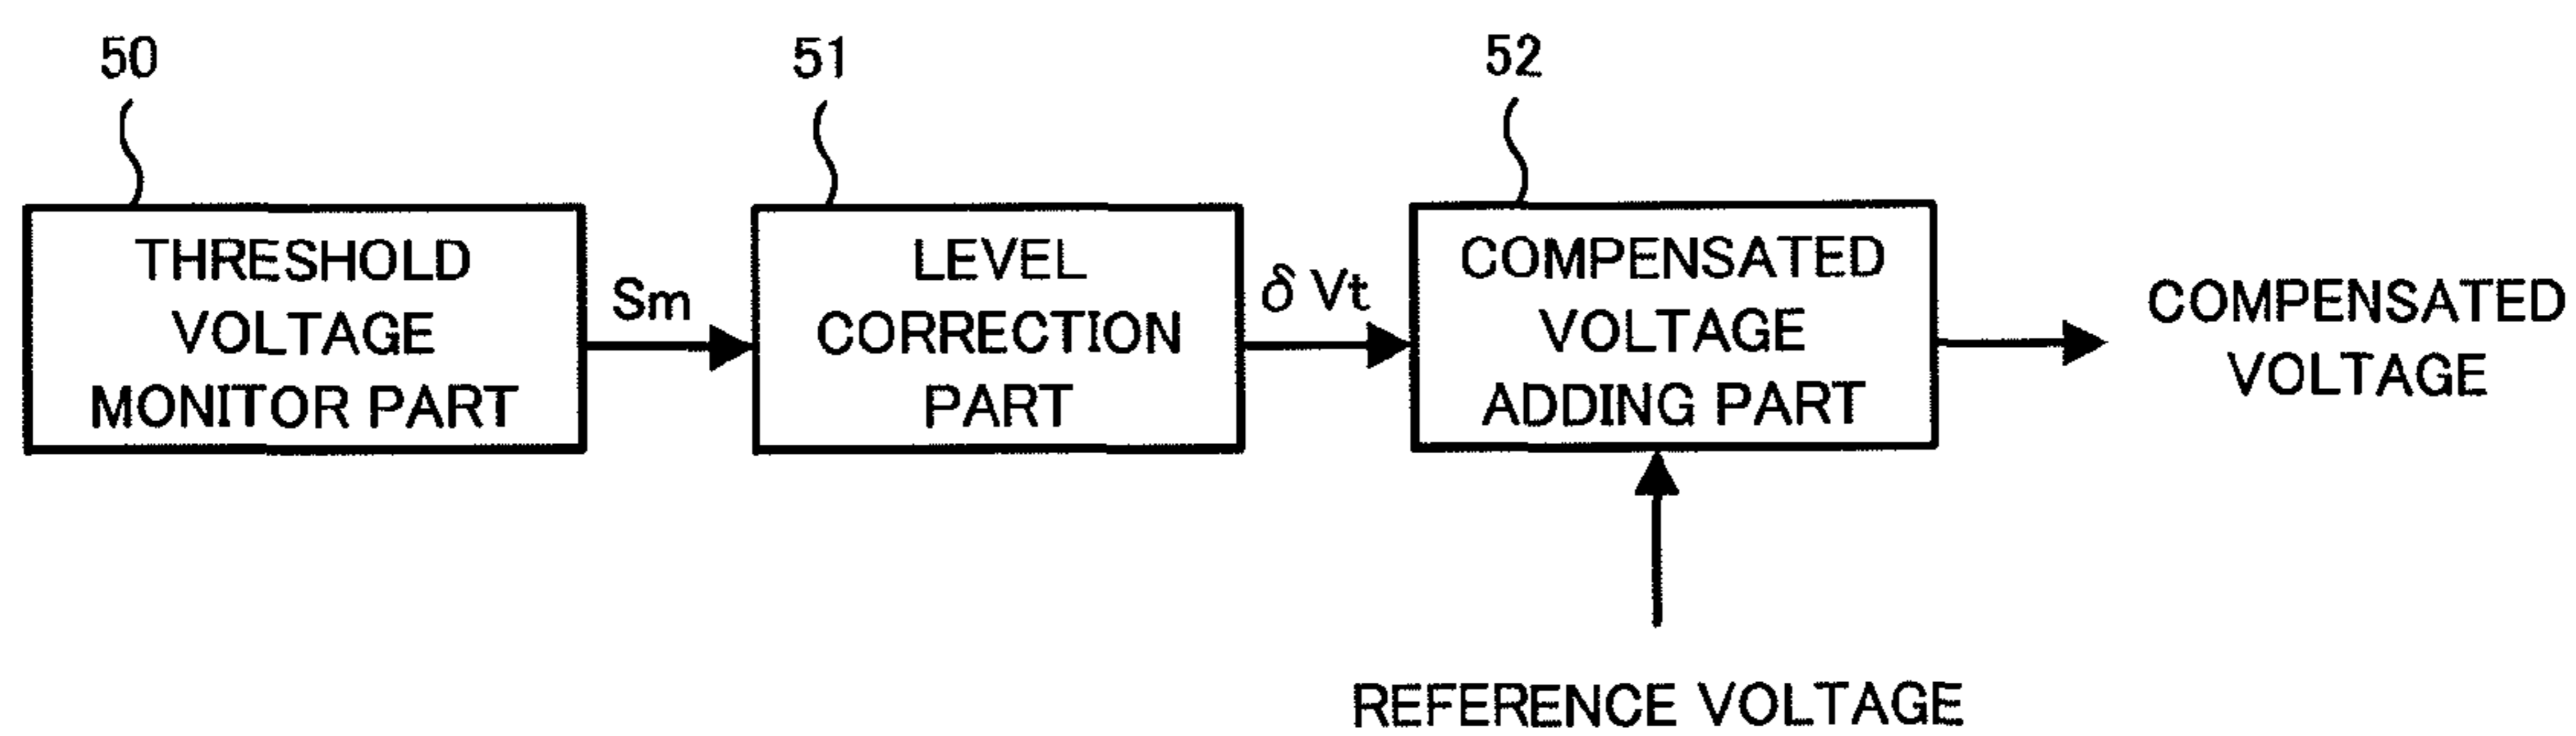 50
51
52
THRESHOLD
VOLTAGE
MONITOR PART
Sm
LEVEL
CORRECTION
PART
δ Vt
COMPENSATED
VOLTAGE
ADDING PART
COMPENSATED
VOLTAGE
REFERENCE VOLTAGE